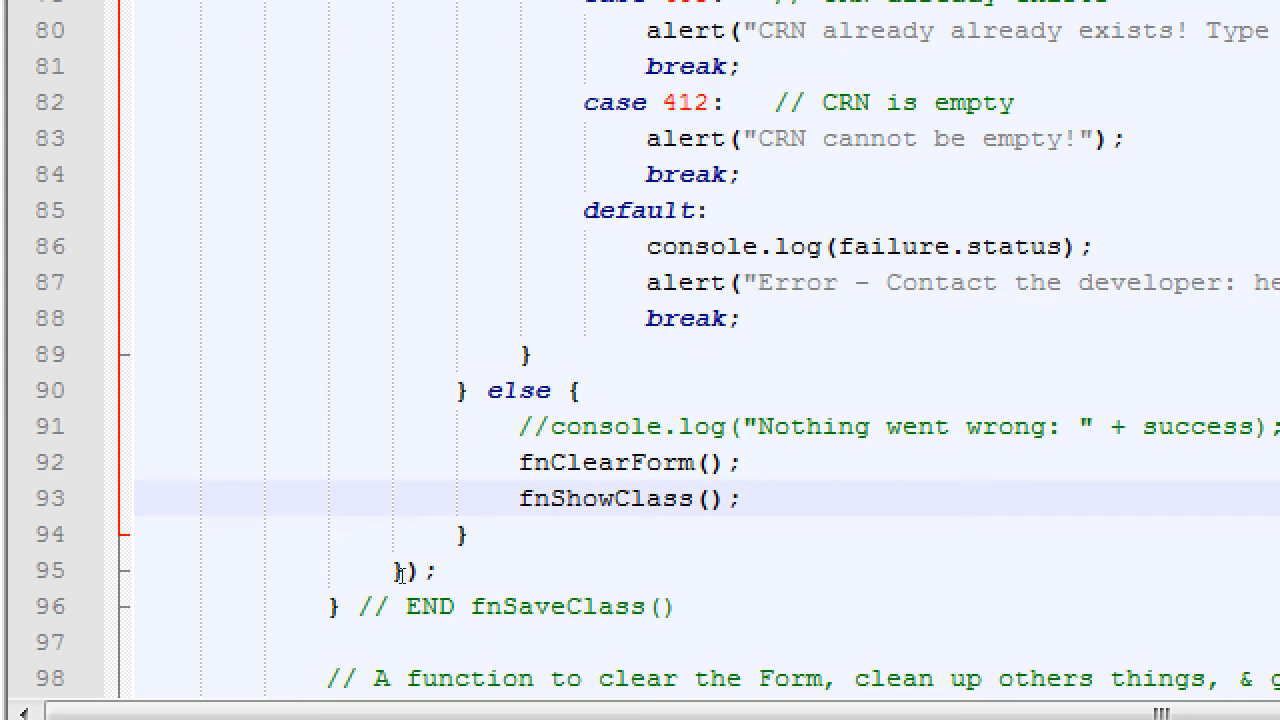 80 alert("CRN already already exists! Type
81 break;
82 case 412: // CRN is empty
83 alert("CRN cannot be empty!");
84 break;
85 default:
86 console.log(failure.status);
87 alert("Error - Contact the developer: he
88 break;
89 }
90 } else {
91 //console.log("Nothing went wrong: " + success);
92 fnClearForm();
93 fnShowClass();
94 }
95 });
96 } // END fnSaveClass()
97
98 // A function to clear the Form, clean up others things, &